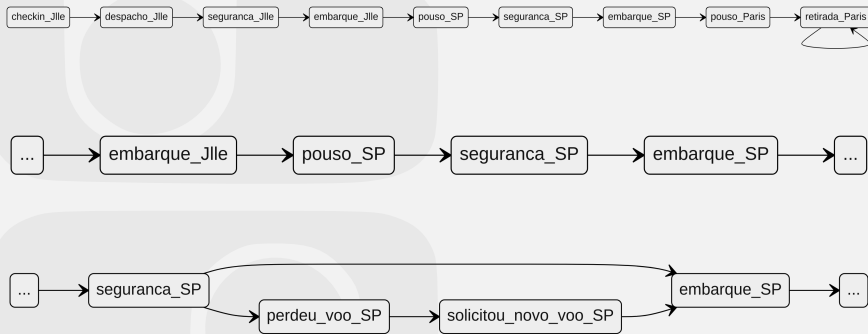 checkin_Jlle despacho_Jlle seguranca_Jlle embarque_Jlle pouso_SP seguranca_SP embarque_SP pouso_Paris retirada_Paris
... embarque_Jlle pouso_SP seguranca_SP embarque_SP ...
... seguranca_SP embarque_SP ...
perdeu_voo_SP solicitou_novo_voo_SP